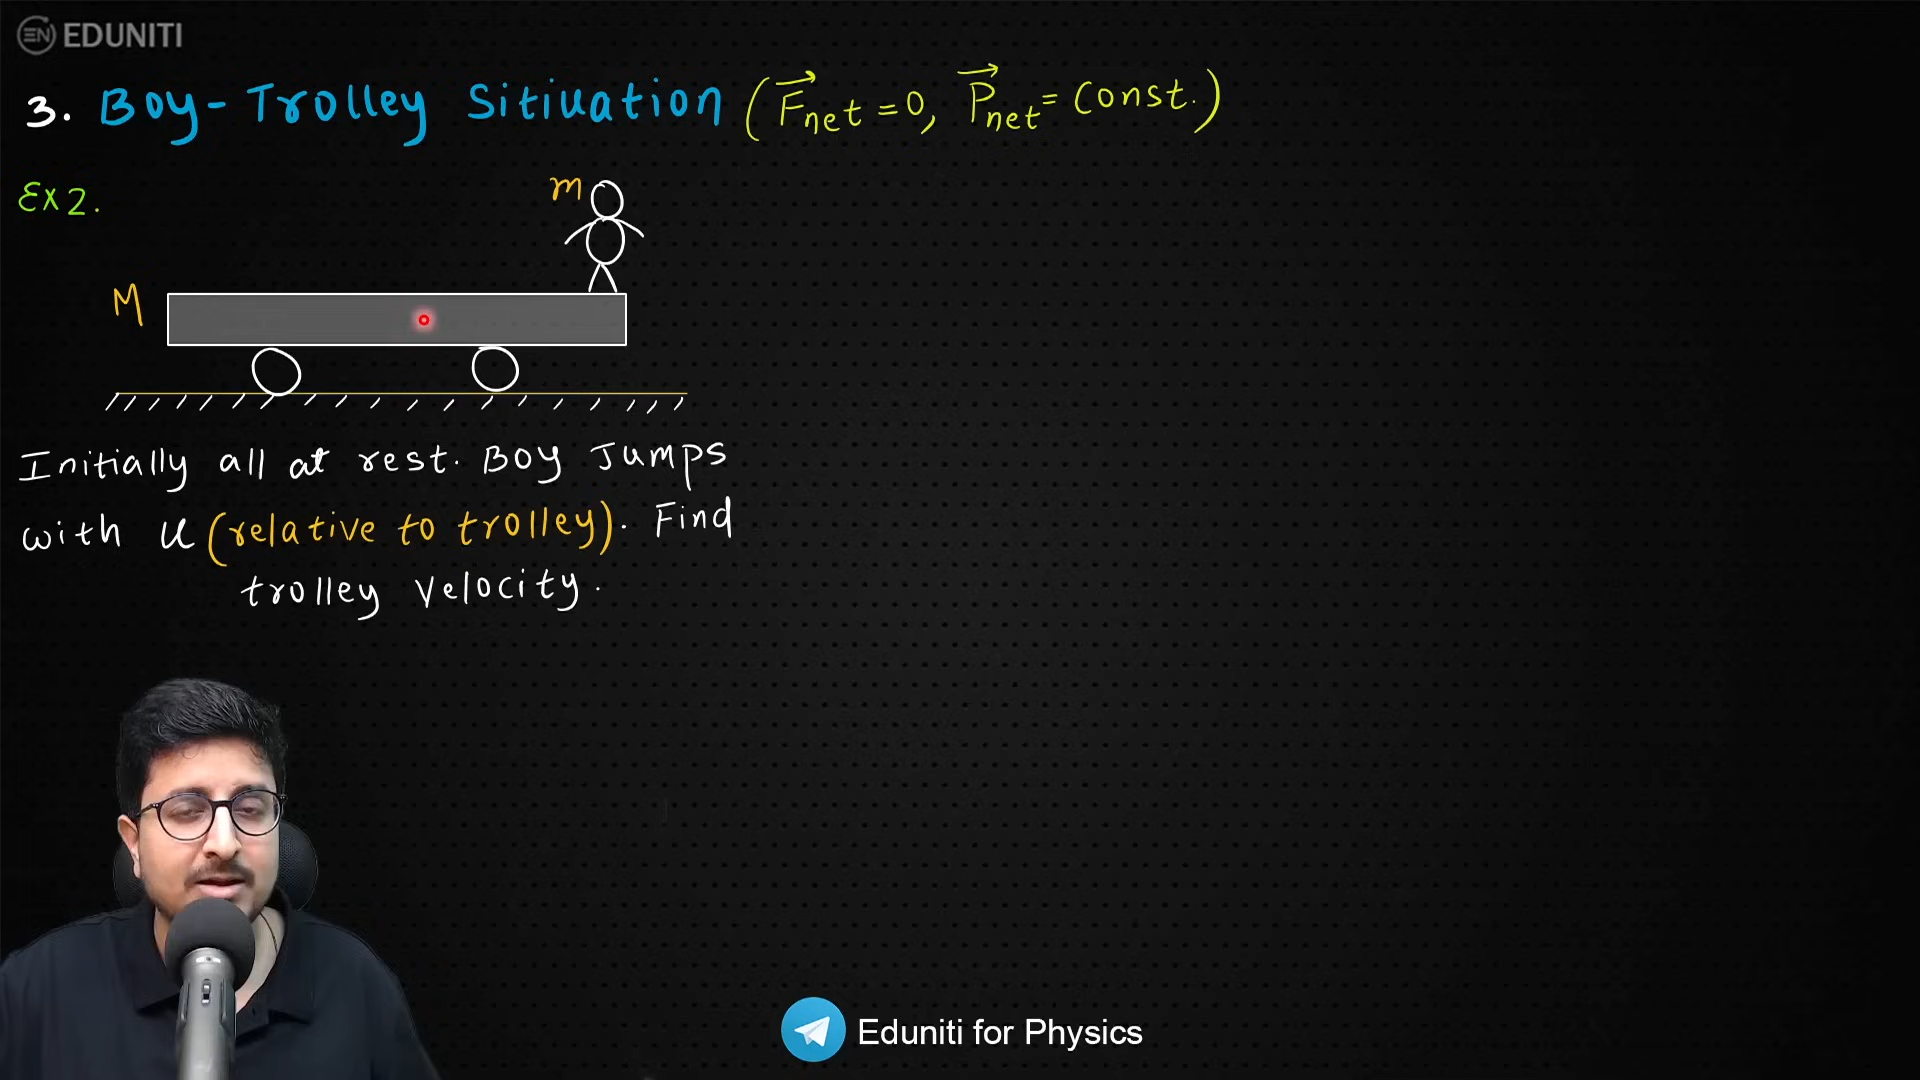 EDUNITI
3. Boy-Trolley Sitiuation (F⃗net = 0, P⃗net = Const.)
Ex2.
m
M
Initially all at rest. Boy Jumps
with u (relative to trolley). Find
trolley Velocity.
Eduniti for Physics